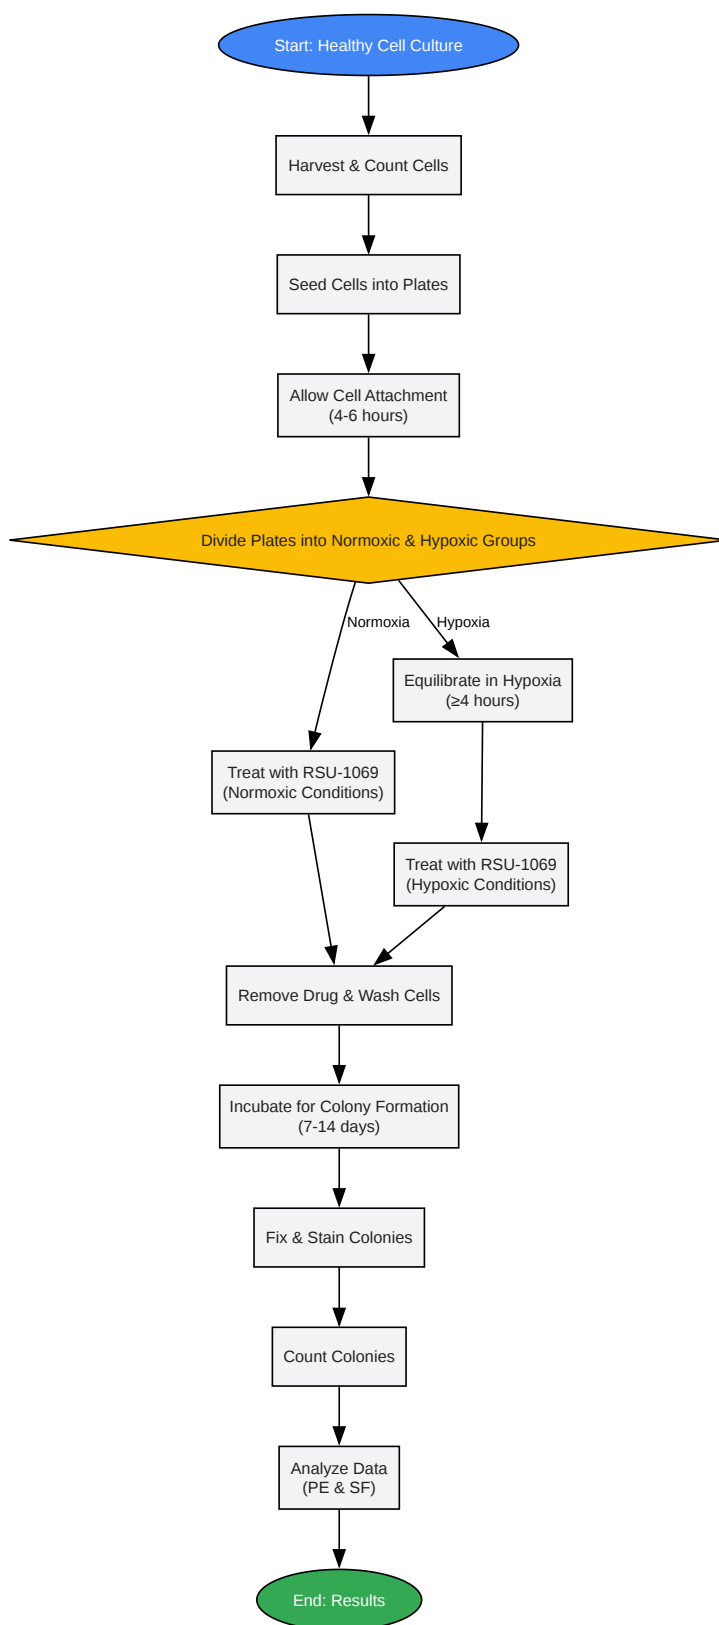 Start: Healthy Cell Culture
Harvest & Count Cells
Seed Cells into Plates
Allow Cell Attachment
(4-6 hours)
Divide Plates into Normoxic & Hypoxic Groups
Normoxia
Hypoxia
Equilibrate in Hypoxia
(≥4 hours)
Treat with RSU-1069
(Normoxic Conditions)
Treat with RSU-1069
(Hypoxic Conditions)
Remove Drug & Wash Cells
Incubate for Colony Formation
(7-14 days)
Fix & Stain Colonies
Count Colonies
Analyze Data
(PE & SF)
End: Results